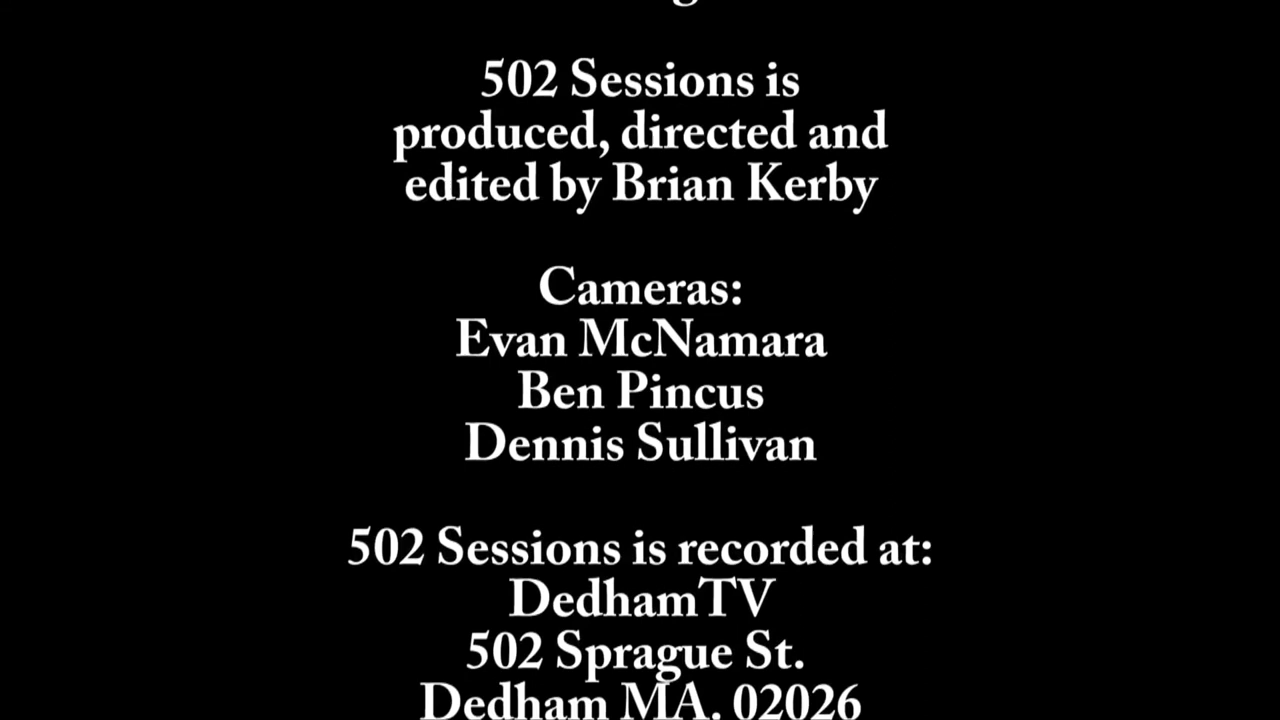 502 Sessions is
produced, directed and
edited by Brian Kerby
Cameras:
Evan McNamara
Ben Pincus
Dennis Sullivan
502 Sessions is recorded at:
DedhamTV
502 Sprague St.
Dedham MA. 02026